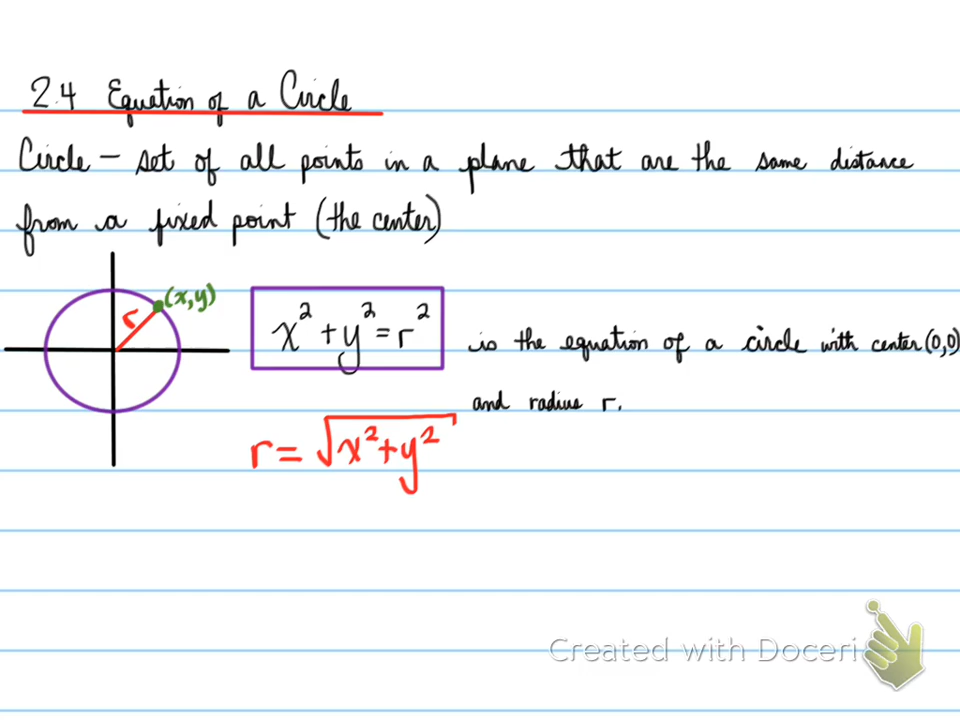 2.4 Equation of a Circle
Circle – set of all points in a plane that are the same distance
from a fixed point (the center)
(x,y)
r
x² + y² = r²
is the equation of a circle with center (0,0)
and radius r.
r = √x²+y²
Created with Doceri